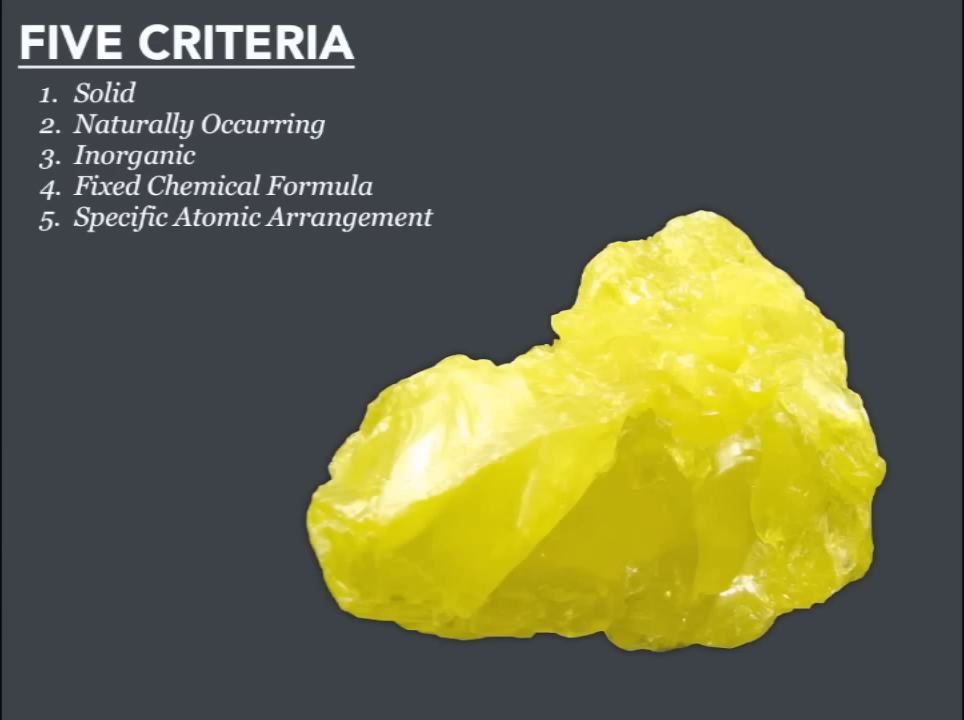 FIVE CRITERIA
1. Solid
2. Naturally Occurring
3. Inorganic
4. Fixed Chemical Formula
5. Specific Atomic Arrangement